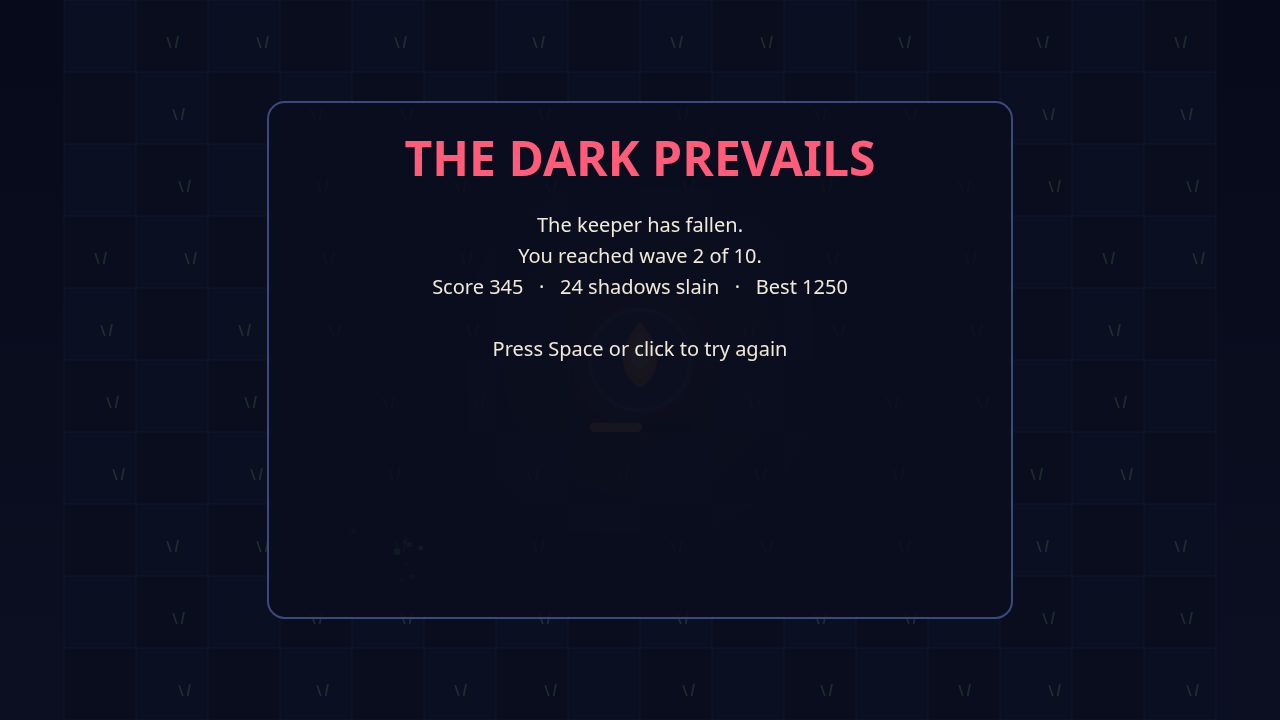 THE DARK PREVAILS
The keeper has fallen.
You reached wave 2 of 10.
Score 345 · 24 shadows slain · Best 1250
Press Space or click to try again